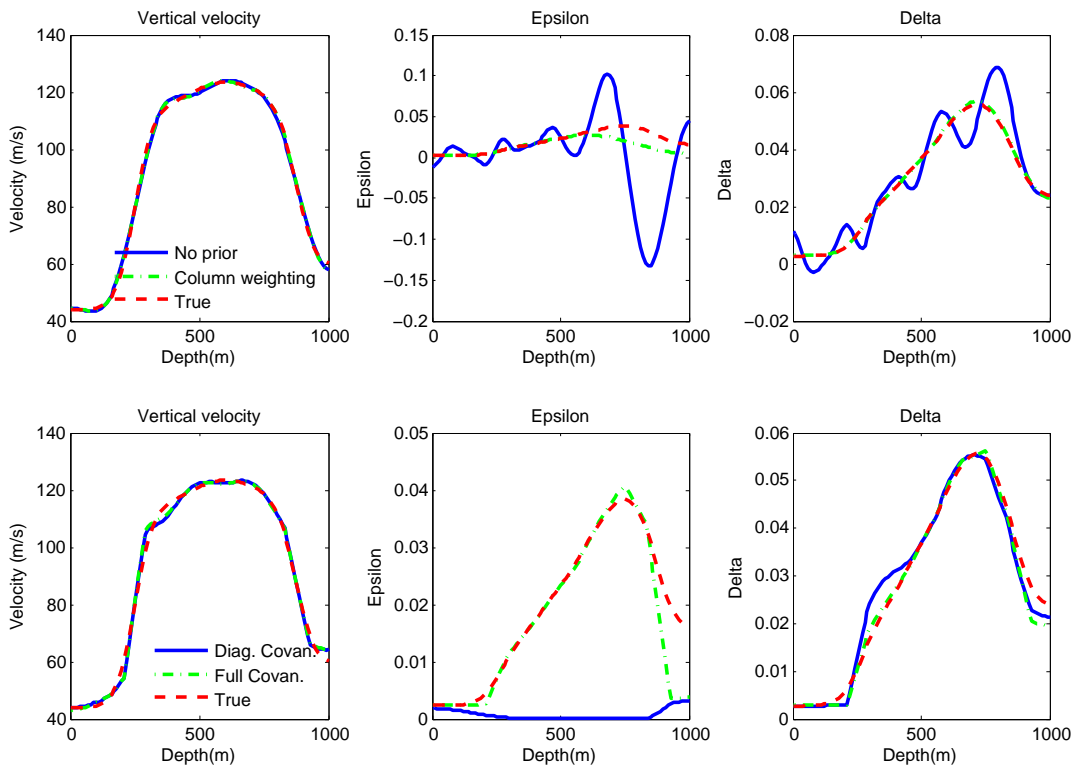 Vertical velocity
140
120
100
80
60
40
Velocity (m/s)
No prior
Column weighting
True
0
500
1000
Depth(m)
Epsilon
0.15
0.1
0.05
0
−0.05
−0.1
−0.15
−0.2
Epsilon
0
500
1000
Depth(m)
Delta
0.08
0.06
0.04
0.02
0
−0.02
Delta
0
500
1000
Depth(m)
Vertical velocity
140
120
100
80
60
40
Velocity (m/s)
Diag. Covan.
Full Covan.
True
0
500
1000
Depth(m)
Epsilon
0.05
0.04
0.03
0.02
0.01
0
Epsilon
0
500
1000
Depth(m)
Delta
0.06
0.05
0.04
0.03
0.02
0.01
0
Delta
0
500
1000
Depth(m)